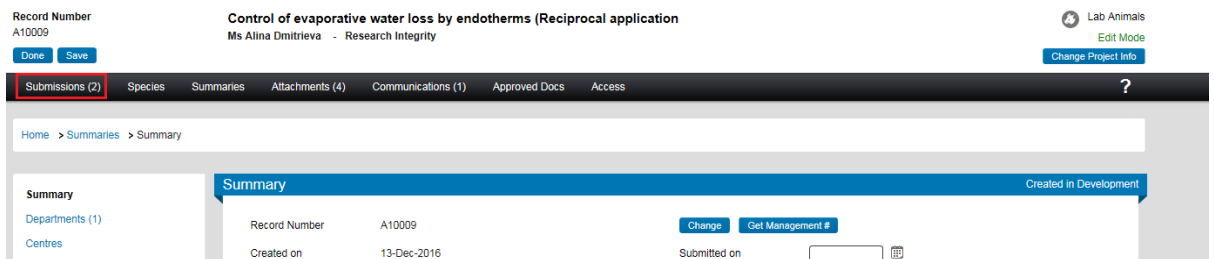 Record Number
A10009
Done Save
Control of evaporative water loss by endotherms (Reciprocal application
Ms Alina Dmitrieva - Research Integrity
Lab Animals
Edit Mode
Change Project Info
Submissions (2) Species Summaries Attachments (4) Communications (1) Approved Docs Access ?
Home > Summaries > Summary
Summary
Departments (1)
Centres
Summary Created in Development
Record Number A10009 Change Get Management #
Created on 13-Dec-2016 Submitted on